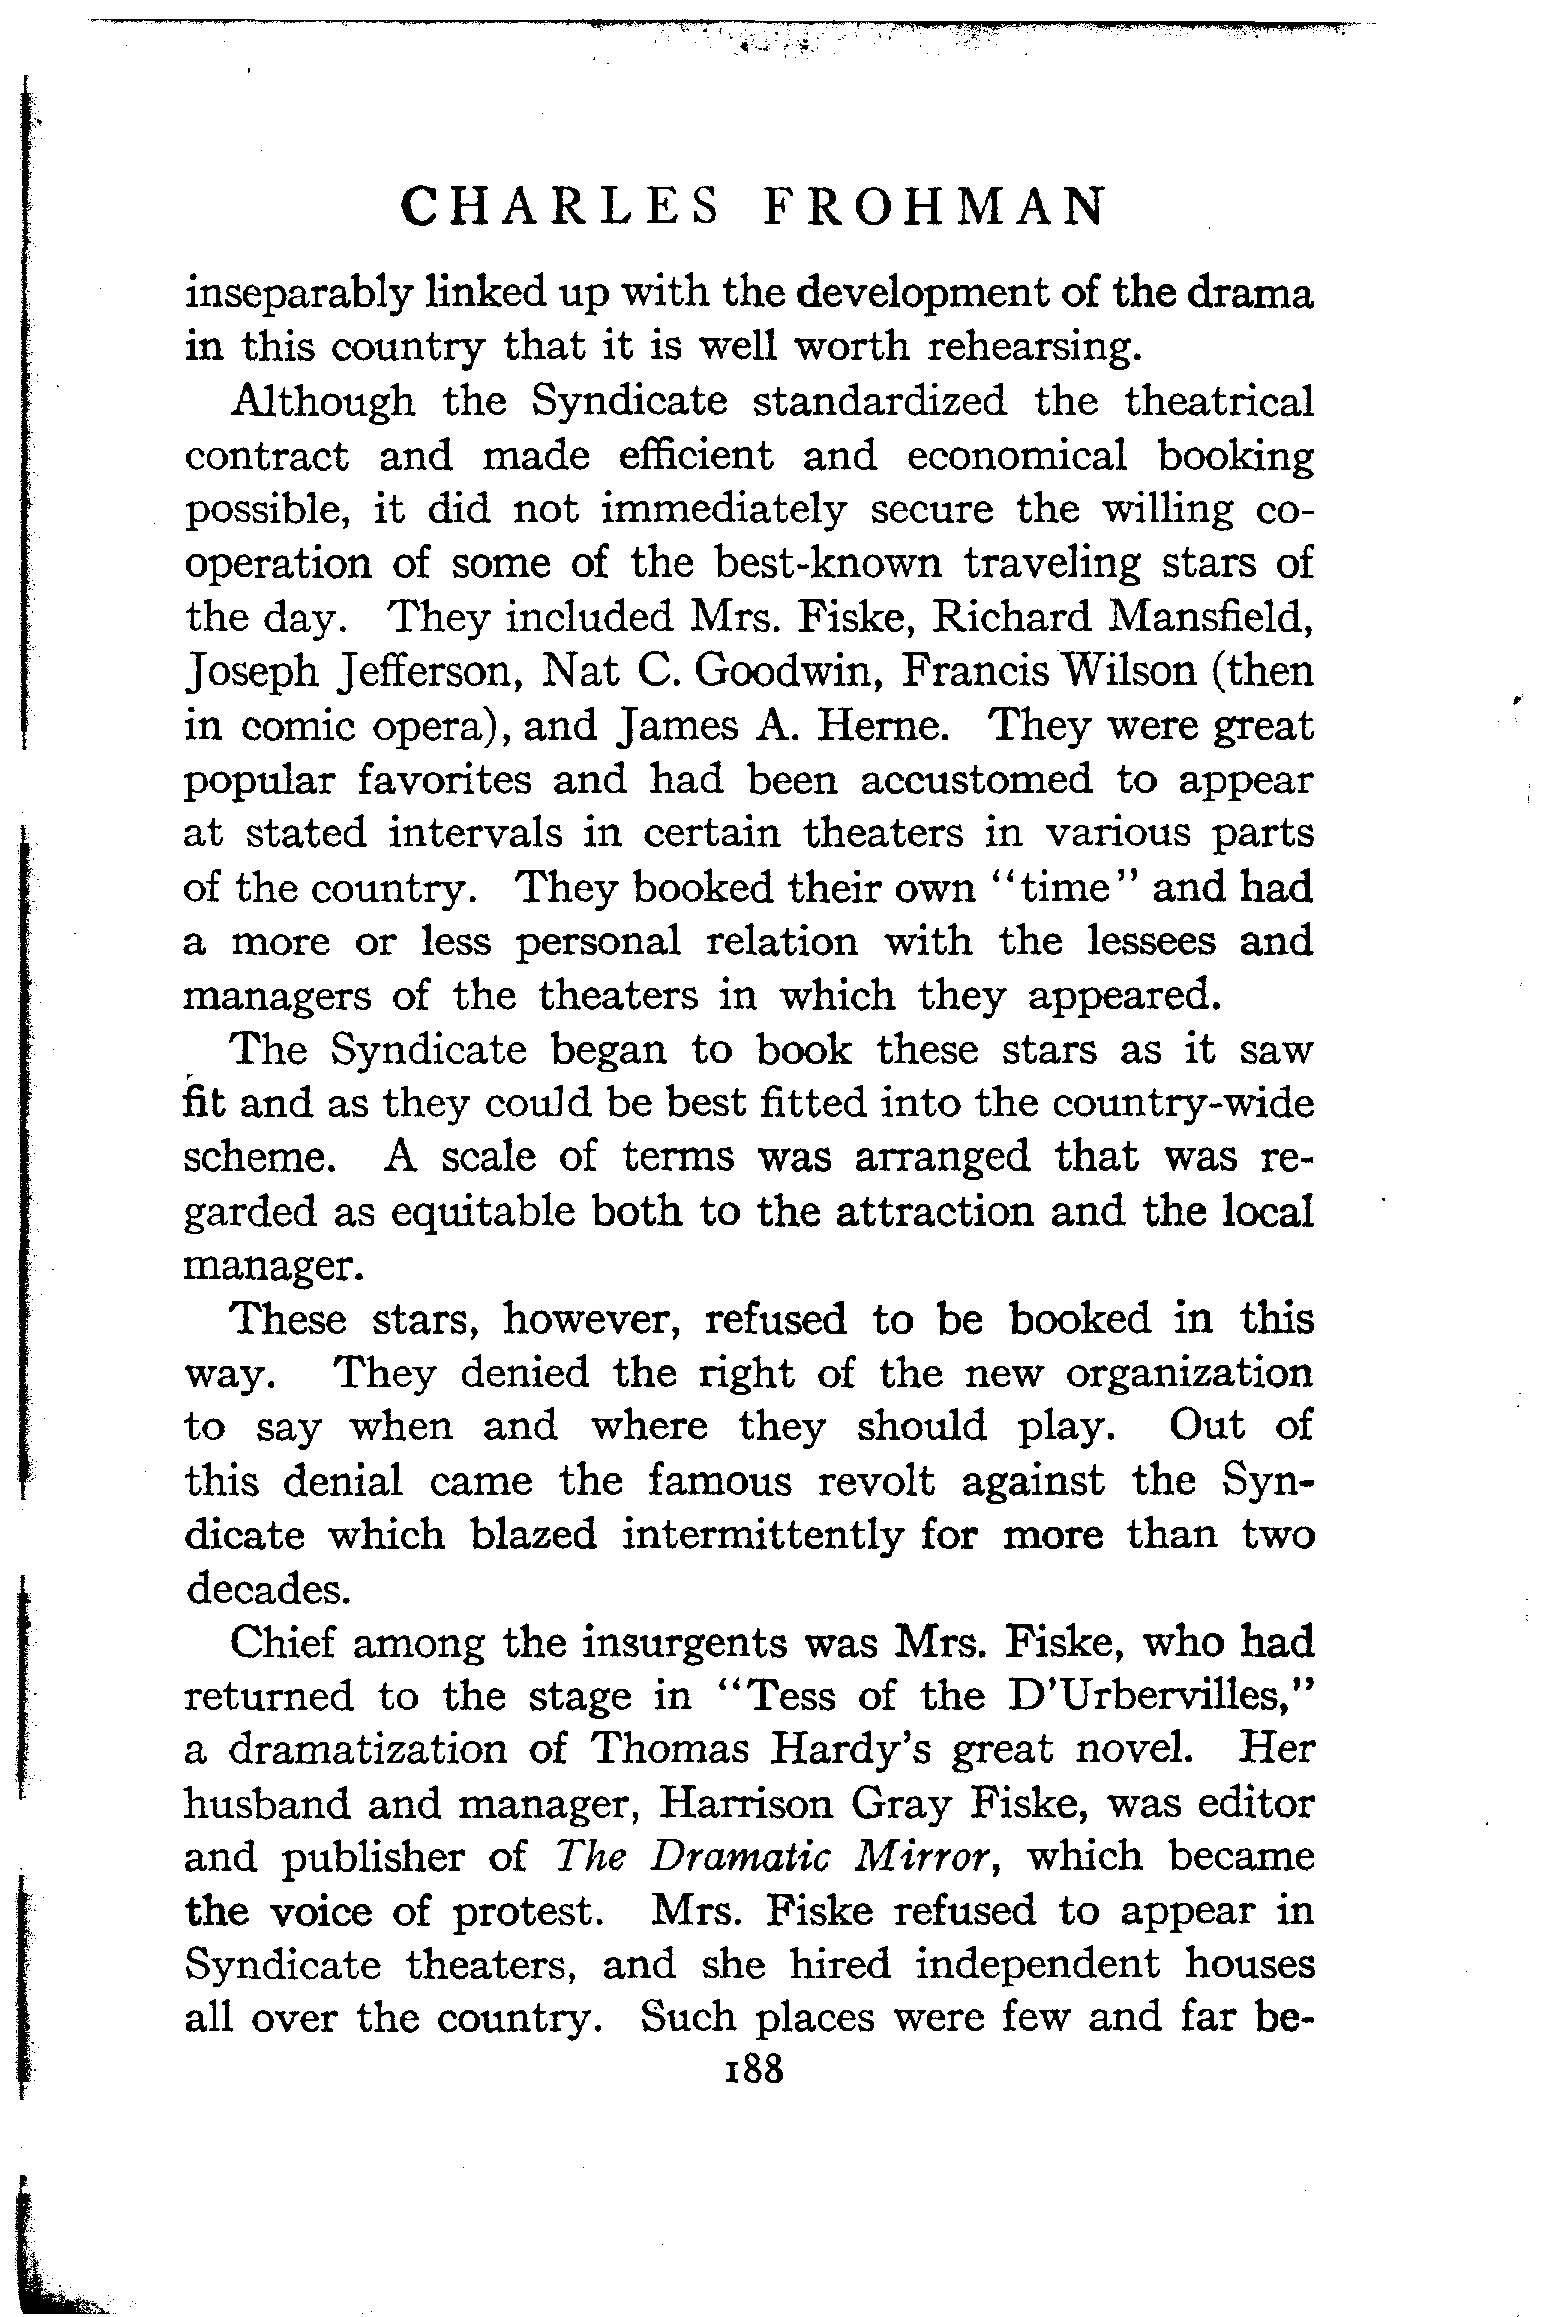 CHARLES FROHMAN
inseparably linked up with the development of the drama
in this country that it is well worth rehearsing.
Although the Syndicate standardized the theatrical
contract and made efficient and economical booking
possible, it did not immediately secure the willing co-
operation of some of the best-known traveling stars of
the day. They included Mrs. Fiske, Richard Mansfield,
Joseph Jefferson, Nat C. Goodwin, Francis Wilson (then
in comic opera), and James A. Herne. They were great
popular favorites and had been accustomed to appear
at stated intervals in certain theaters in various parts
of the country. They booked their own "time" and had
a more or less personal relation with the lessees and
managers of the theaters in which they appeared.
The Syndicate began to book these stars as it saw
fit and as they could be best fitted into the country-wide
scheme. A scale of terms was arranged that was re-
garded as equitable both to the attraction and the local
manager.
These stars, however, refused to be booked in this
way. They denied the right of the new organization
to say when and where they should play. Out of
this denial came the famous revolt against the Syn-
dicate which blazed intermittently for more than two
decades.
Chief among the insurgents was Mrs. Fiske, who had
returned to the stage in "Tess of the D'Urbervilles,"
a dramatization of Thomas Hardy's great novel. Her
husband and manager, Harrison Gray Fiske, was editor
and publisher of The Dramatic Mirror, which became
the voice of protest. Mrs. Fiske refused to appear in
Syndicate theaters, and she hired independent houses
all over the country. Such places were few and far be-
188